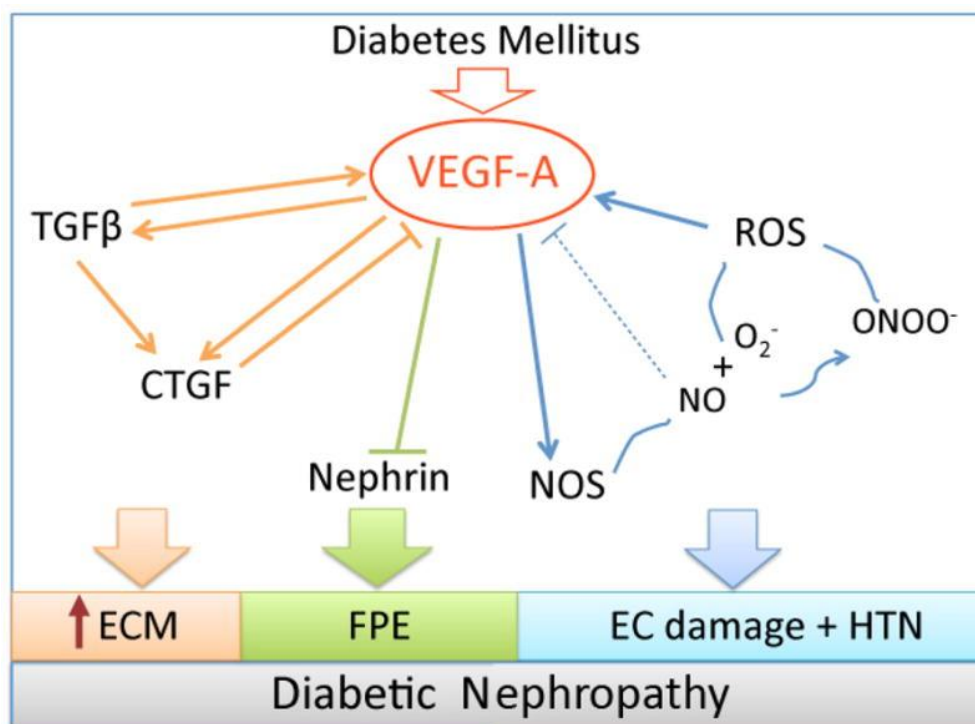 Diabetes Mellitus
VEGF-A
TGFβ
ROS
ONOO⁻
O₂⁻
+
NO
CTGF
Nephrin
NOS
ECM
FPE
EC damage + HTN
Diabetic Nephropathy